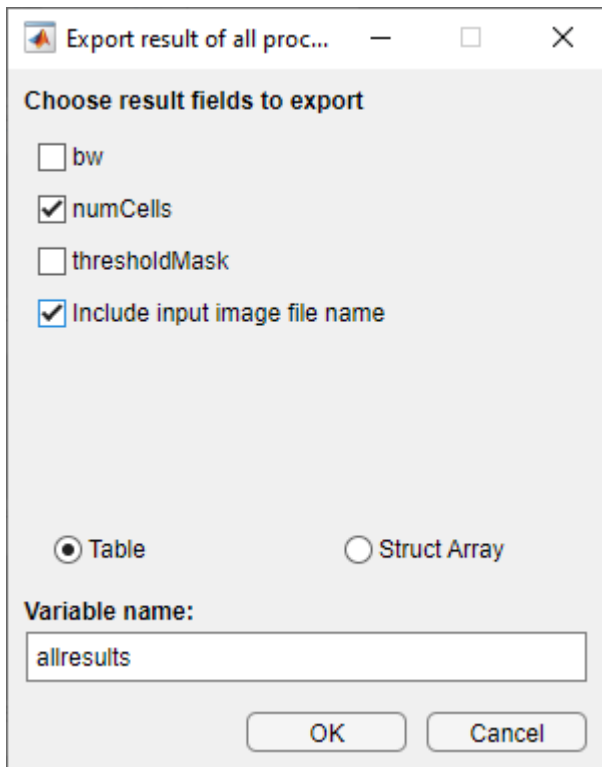 Export result of all proc...
Choose result fields to export
bw
numCells
thresholdMask
Include input image file name
Table Struct Array
Variable name:
allresults
OK Cancel